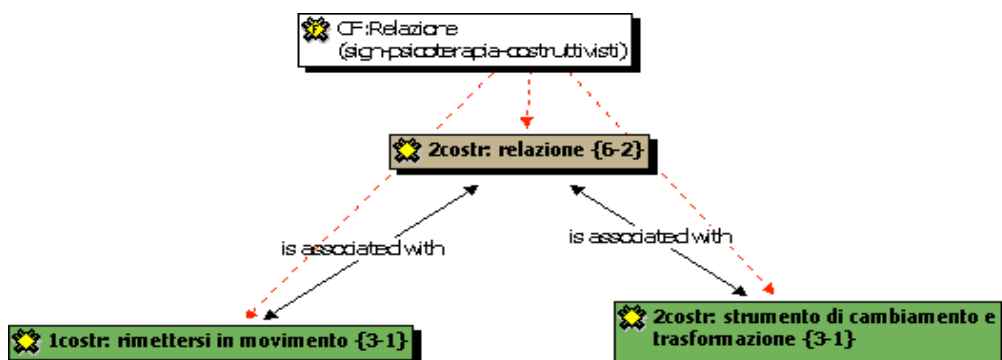 CF:Relazione
(sign-psicoterapia-costruttivisti)
2costr: relazione {6-2}
is associated with
is associated with
1costr: rimettersi in movimento {3-1}
2costr: strumento di cambiamento e
trasformazione {3-1}